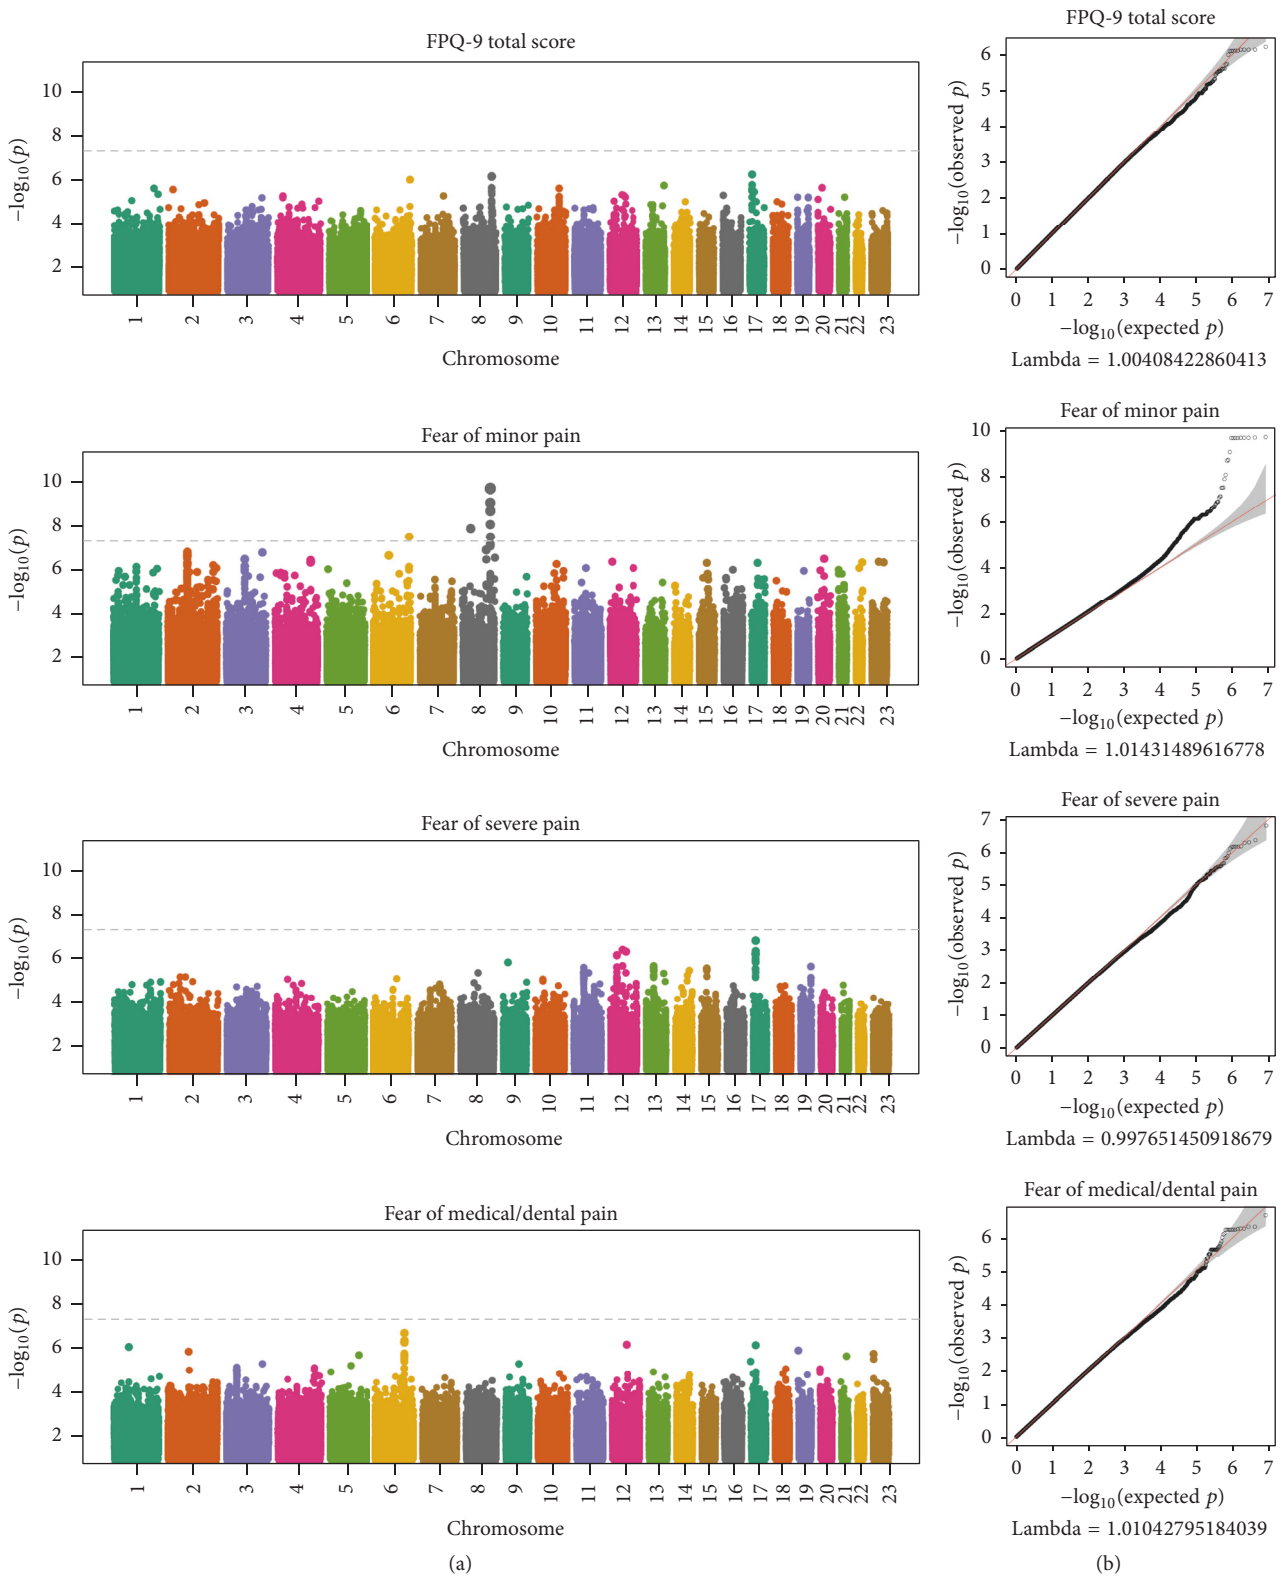 FPQ-9 total score
10
8
6
4
2
−log₁₀(p)
1 2 3 4 5 6 7 8 9 10 11 12 13 14 15 16 17 18 19 20 21 22 23
Chromosome
FPQ-9 total score
6
5
4
3
2
1
0
−log₁₀(observed p)
0 1 2 3 4 5 6 7
−log₁₀(expected p)
Lambda = 1.00408422860413
Fear of minor pain
10
8
6
4
2
−log₁₀(p)
1 2 3 4 5 6 7 8 9 10 11 12 13 14 15 16 17 18 19 20 21 22 23
Chromosome
Fear of minor pain
10
8
6
4
2
0
−log₁₀(observed p)
0 1 2 3 4 5 6 7
−log₁₀(expected p)
Lambda = 1.01431489616778
Fear of severe pain
10
8
6
4
2
−log₁₀(p)
1 2 3 4 5 6 7 8 9 10 11 12 13 14 15 16 17 18 19 20 21 22 23
Chromosome
Fear of severe pain
7
6
5
4
3
2
1
0
−log₁₀(observed p)
0 1 2 3 4 5 6 7
−log₁₀(expected p)
Lambda = 0.997651450918679
Fear of medical/dental pain
10
8
6
4
2
−log₁₀(p)
1 2 3 4 5 6 7 8 9 10 11 12 13 14 15 16 17 18 19 20 21 22 23
Chromosome
(a)
Fear of medical/dental pain
6
5
4
3
2
1
0
−log₁₀(observed p)
0 1 2 3 4 5 6 7
−log₁₀(expected p)
Lambda = 1.01042795184039
(b)